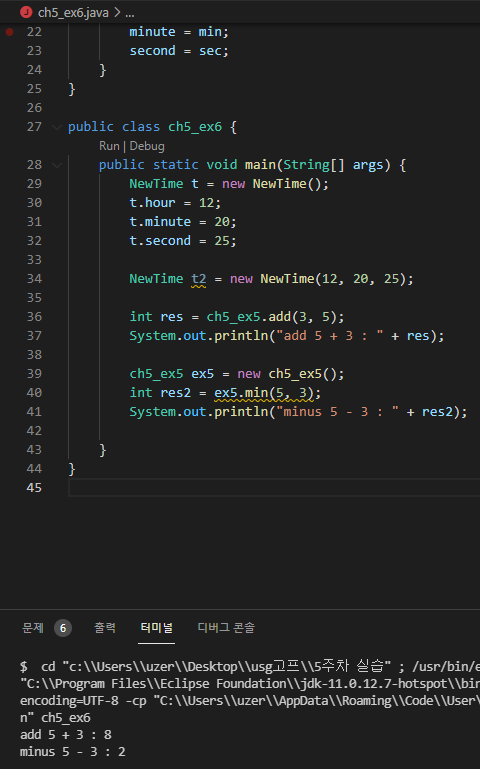 ch5_ex6.java > ...
22 minute = min;
23 second = sec;
24 }
25 }
26
27 public class ch5_ex6 {
Run | Debug
28 public static void main(String[] args) {
29 NewTime t = new NewTime();
30 t.hour = 12;
31 t.minute = 20;
32 t.second = 25;
33
34 NewTime t2 = new NewTime(12, 20, 25);
35
36 int res = ch5_ex5.add(3, 5);
37 System.out.println("add 5 + 3 : " + res);
38
39 ch5_ex5 ex5 = new ch5_ex5();
40 int res2 = ex5.min(5, 3);
41 System.out.println("minus 5 - 3 : " + res2);
42
43 }
44 }
45
문제 6 출력 터미널 디버그 콘솔
$ cd "c:\\Users\\uzer\\Desktop\\usg고프\\5주차 실습" ; /usr/bin/e
"C:\\Program Files\\Eclipse Foundation\\jdk-11.0.12.7-hotspot\\bin
encoding=UTF-8 -cp "C:\\Users\\uzer\\AppData\\Roaming\\Code\\User\
n" ch5_ex6
add 5 + 3 : 8
minus 5 - 3 : 2